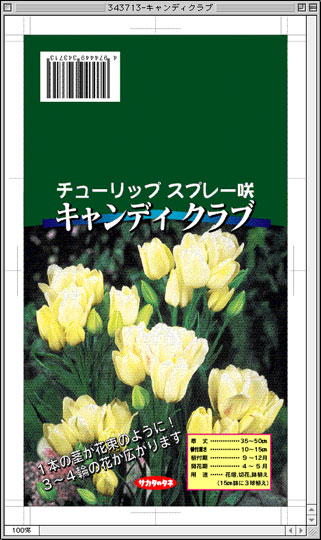 343713-キャンディクラブ
4 974449 343713
チューリップ スプレー咲
キャンディ クラブ
1本の茎が花束のように!
3〜4輪の花が広がります
サカタのタネ
草 丈 ・・・・・・・・・・ 35〜50cm
植付深さ ・・・・・・・・・・ 10〜15cm
植付期 ・・・・・・・・・・ 9〜12月
開花期 ・・・・・・・・・・ 4〜5月
用 途 ・・・・・・ 花壇、切花、鉢植え
(15cm鉢に3球植え)
100%